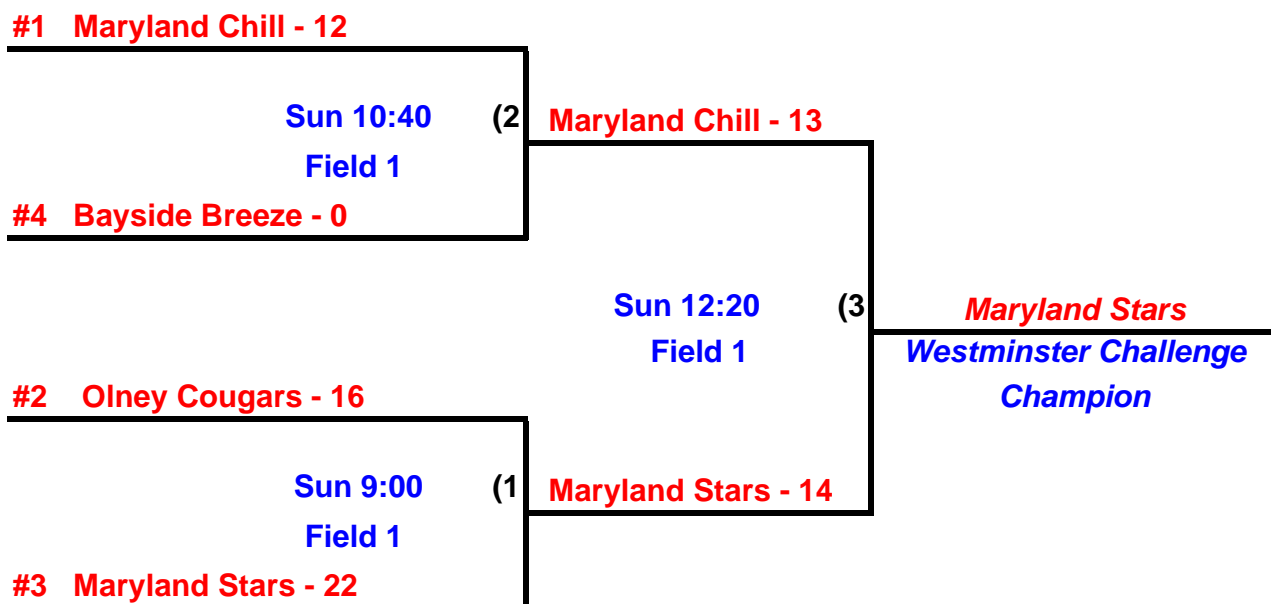 #1 Maryland Chill - 12
Sun 10:40 (2
Field 1
Maryland Chill - 13
#4 Bayside Breeze - 0
Sun 12:20 (3
Field 1
Maryland Stars
Westminster Challenge
Champion
#2 Olney Cougars - 16
Sun 9:00 (1
Field 1
Maryland Stars - 14
#3 Maryland Stars - 22